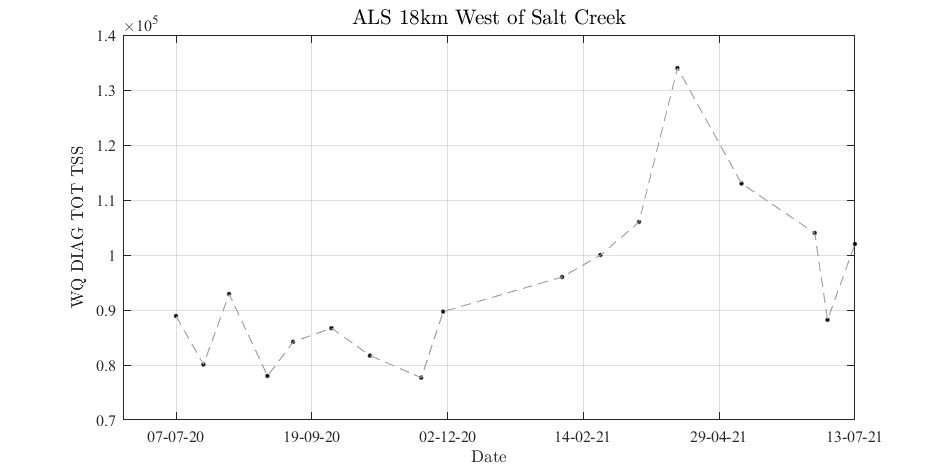 ALS 18km West of Salt Creek
×10⁵
1.4
1.3
1.2
1.1
1
0.9
0.8
0.7
WQ DIAG TOT TSS
07-07-20 19-09-20 02-12-20 14-02-21 29-04-21 13-07-21
Date